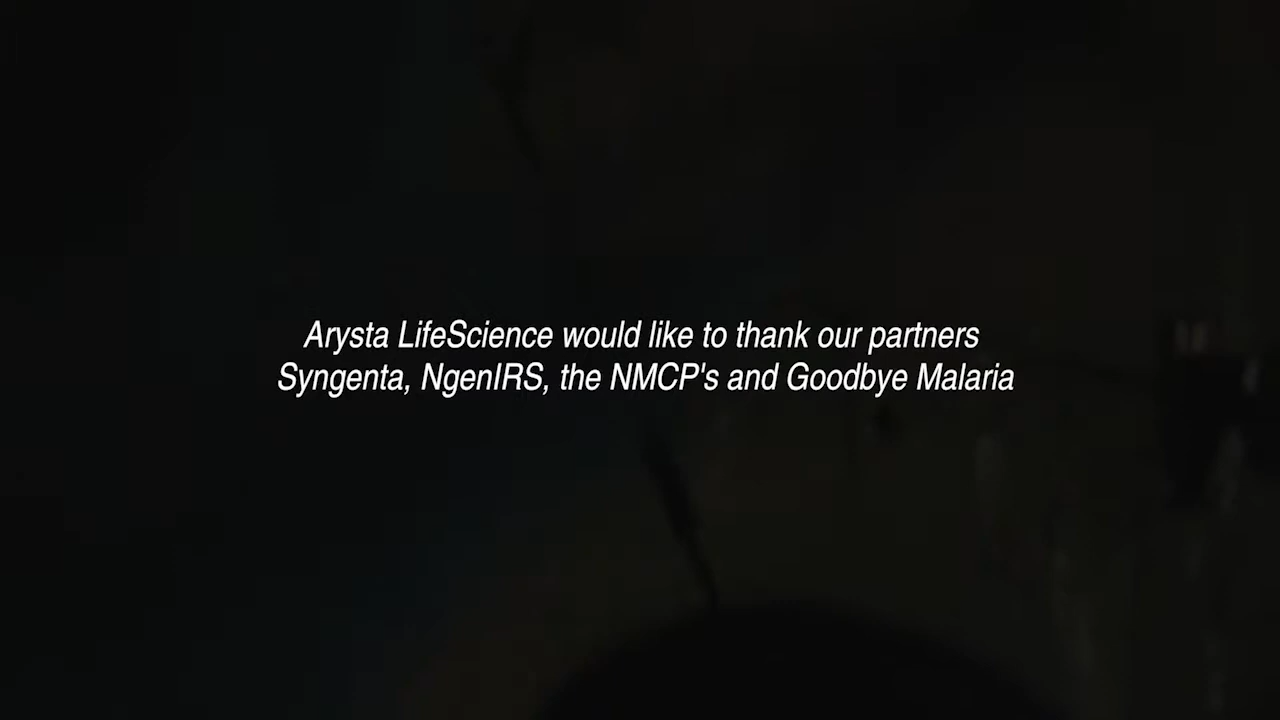 Arysta LifeScience would like to thank our partners
Syngenta, NgenIRS, the NMCP's and Goodbye Malaria